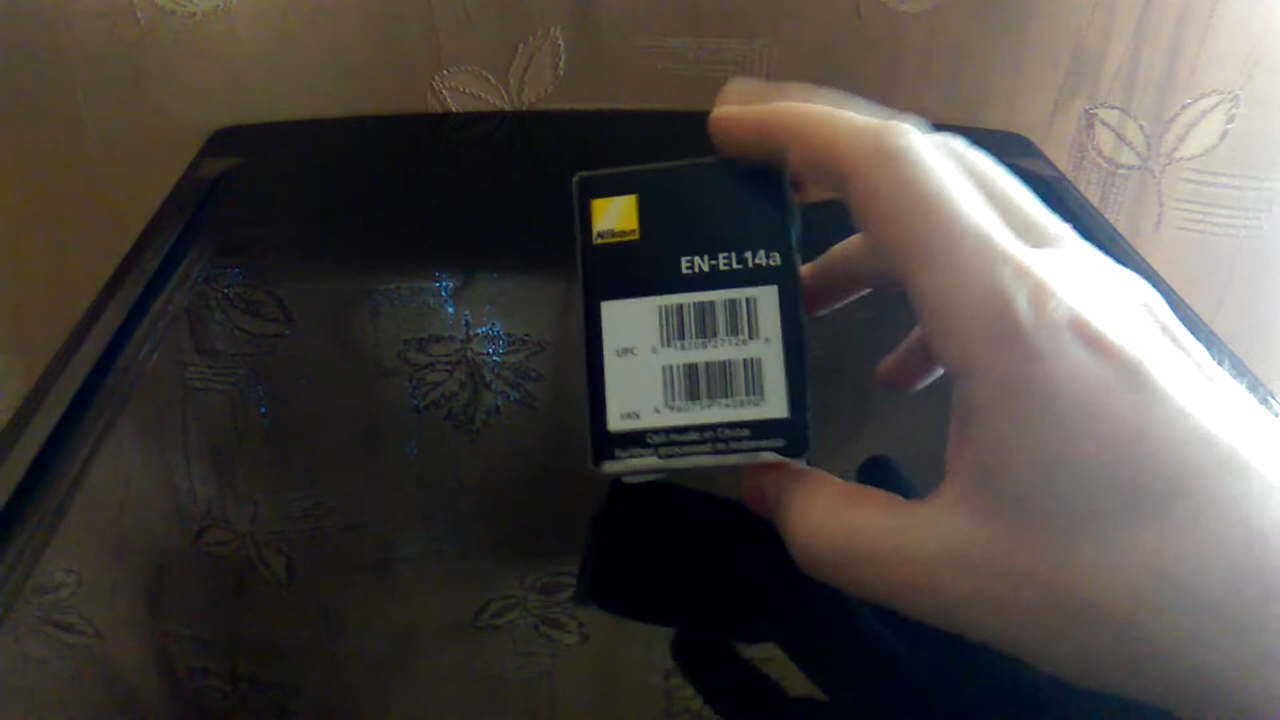 Nikon
EN-EL14a
UPC
EAN
Cell made in China
Further processed in Indonesia